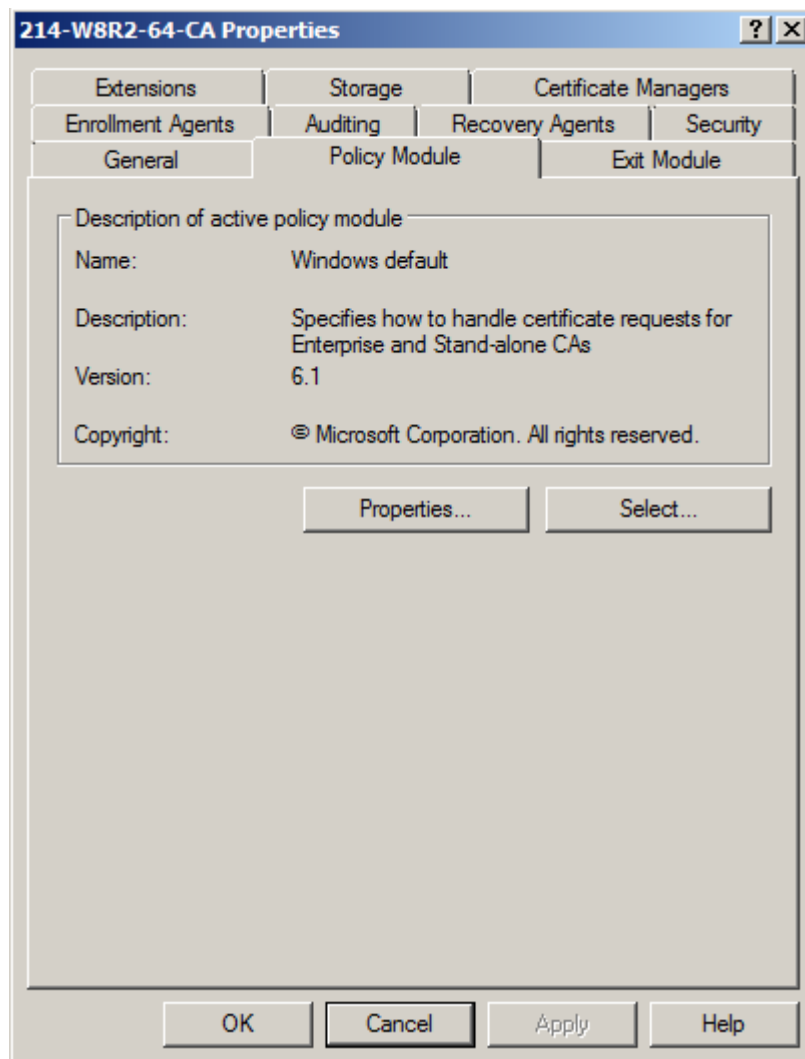 214-W8R2-64-CA Properties
Extensions
Storage
Certificate Managers
Enrollment Agents
Auditing
Recovery Agents
Security
General
Policy Module
Exit Module
Description of active policy module
Name:
Windows default
Description:
Specifies how to handle certificate requests for
Enterprise and Stand-alone CAs
Version:
6.1
Copyright:
© Microsoft Corporation. All rights reserved.
Properties...
Select...
OK
Cancel
Apply
Help